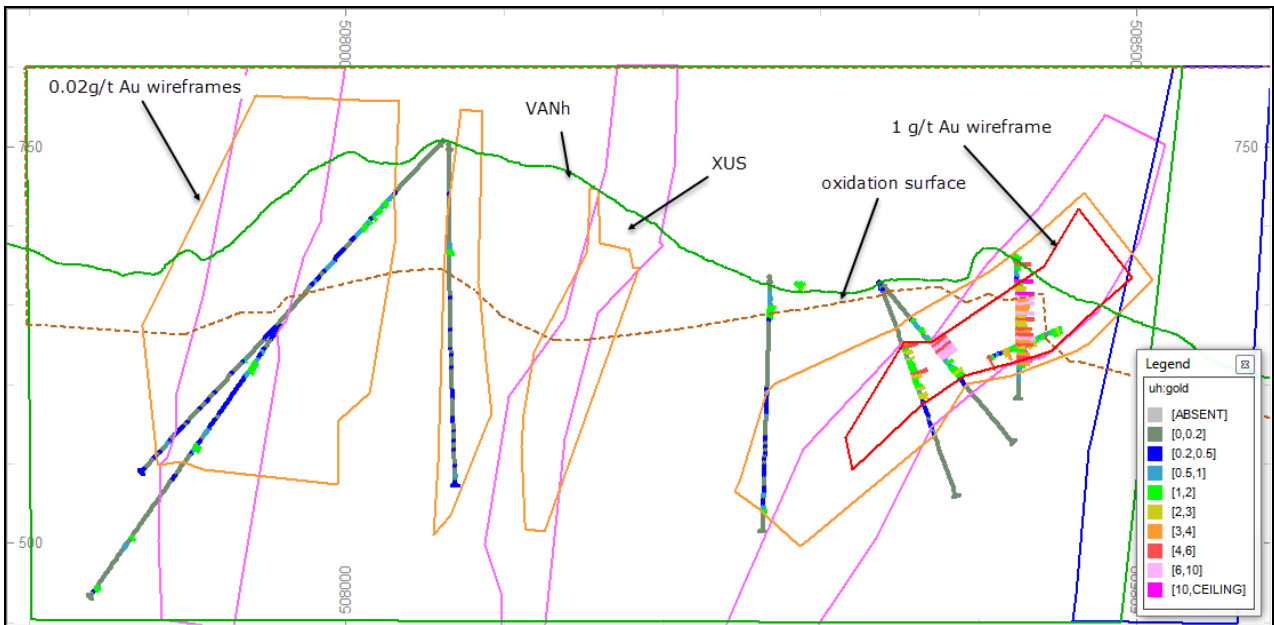 508000
508500
0.02g/t Au wireframes
VANh
1 g/t Au wireframe
750
750
XUS
oxidation surface
Legend
uh:gold
[ABSENT]
[0,0.2]
[0.2,0.5]
[0.5,1]
[1,2]
[2,3]
[3,4]
[4,6]
[6,10]
[10,CEILING]
500
508000